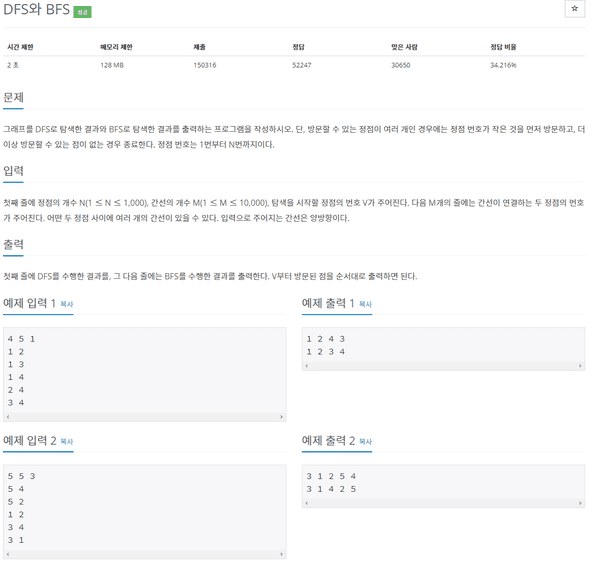 DFS와 BFS 성공
☆
시간 제한 메모리 제한 제출 정답 맞은 사람 정답 비율
2 초 128 MB 150316 52247 30650 34.216%
문제
그래프를 DFS로 탐색한 결과와 BFS로 탐색한 결과를 출력하는 프로그램을 작성하시오. 단, 방문할 수 있는 정점이 여러 개인 경우에는 정점 번호가 작은 것을 먼저 방문하고, 더
이상 방문할 수 있는 점이 없는 경우 종료한다. 정점 번호는 1번부터 N번까지이다.
입력
첫째 줄에 정점의 개수 N(1 ≤ N ≤ 1,000), 간선의 개수 M(1 ≤ M ≤ 10,000), 탐색을 시작할 정점의 번호 V가 주어진다. 다음 M개의 줄에는 간선이 연결하는 두 정점의 번호
가 주어진다. 어떤 두 정점 사이에 여러 개의 간선이 있을 수 있다. 입력으로 주어지는 간선은 양방향이다.
출력
첫째 줄에 DFS를 수행한 결과를, 그 다음 줄에는 BFS를 수행한 결과를 출력한다. V부터 방문된 점을 순서대로 출력하면 된다.
예제 입력 1 복사
4 5 1
1 2
1 3
1 4
2 4
3 4
예제 출력 1 복사
1 2 4 3
1 2 3 4
예제 입력 2 복사
5 5 3
5 4
5 2
1 2
3 4
3 1
예제 출력 2 복사
3 1 2 5 4
3 1 4 2 5